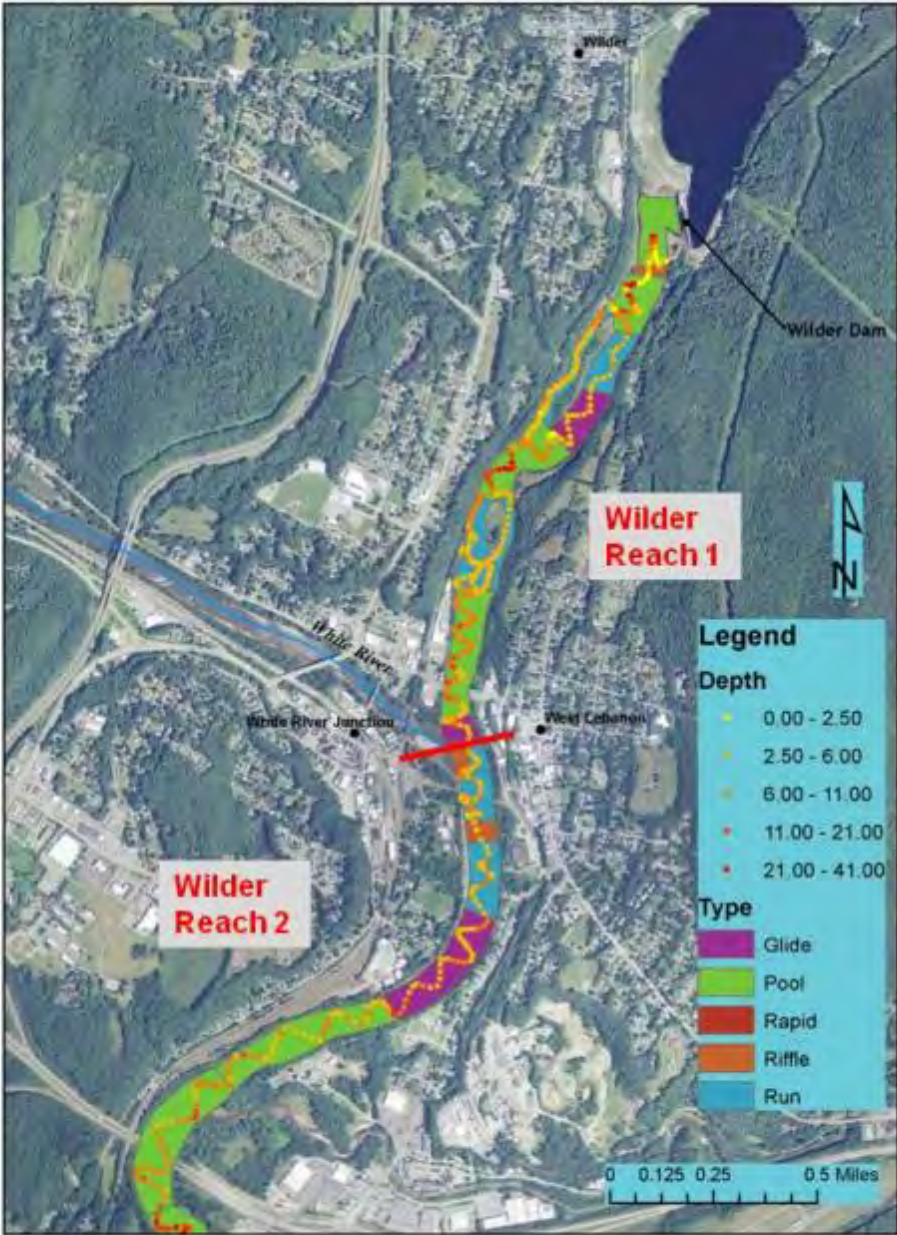 Wilder
Wilder Dam
Wilder
Reach 1
White River
White River Junction
West Lebanon
Wilder
Reach 2
N
Legend
Depth
0.00 - 2.50
2.50 - 6.00
6.00 - 11.00
11.00 - 21.00
21.00 - 41.00
Type
Glide
Pool
Rapid
Riffle
Run
0 0.125 0.25 0.5 Miles